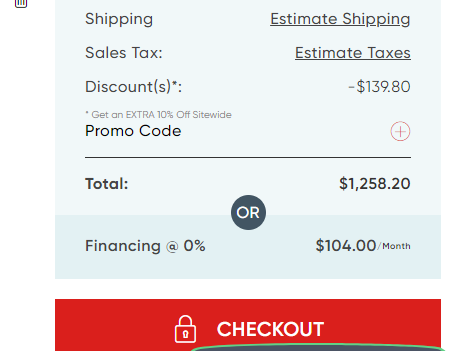 Shipping Estimate Shipping
Sales Tax: Estimate Taxes
Discount(s)*: -$139.80
* Get an EXTRA 10% Off Sitewide
Promo Code
Total: $1,258.20
OR
Financing @ 0% $104.00/Month
CHECKOUT